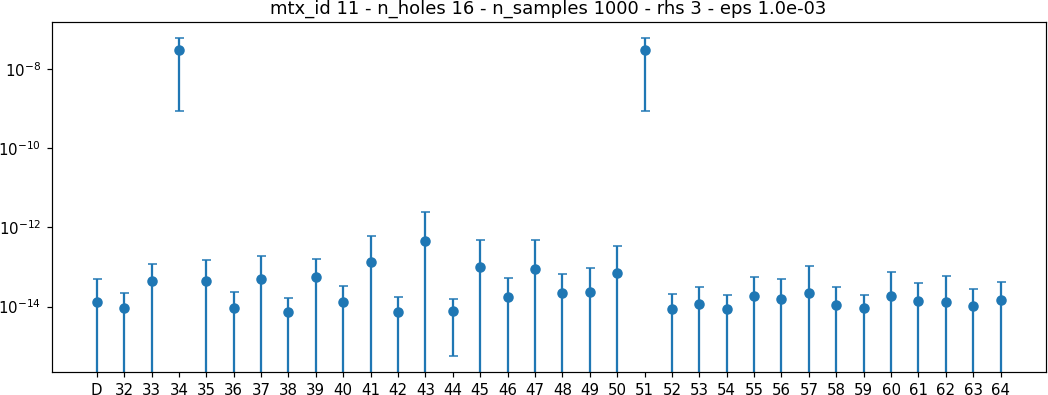 mtx_id 11 - n_holes 16 - n_samples 1000 - rhs 3 - eps 1.0e-03
10⁻⁸
10⁻¹⁰
10⁻¹²
10⁻¹⁴
D 32 33 34 35 36 37 38 39 40 41 42 43 44 45 46 47 48 49 50 51 52 53 54 55 56 57 58 59 60 61 62 63 64